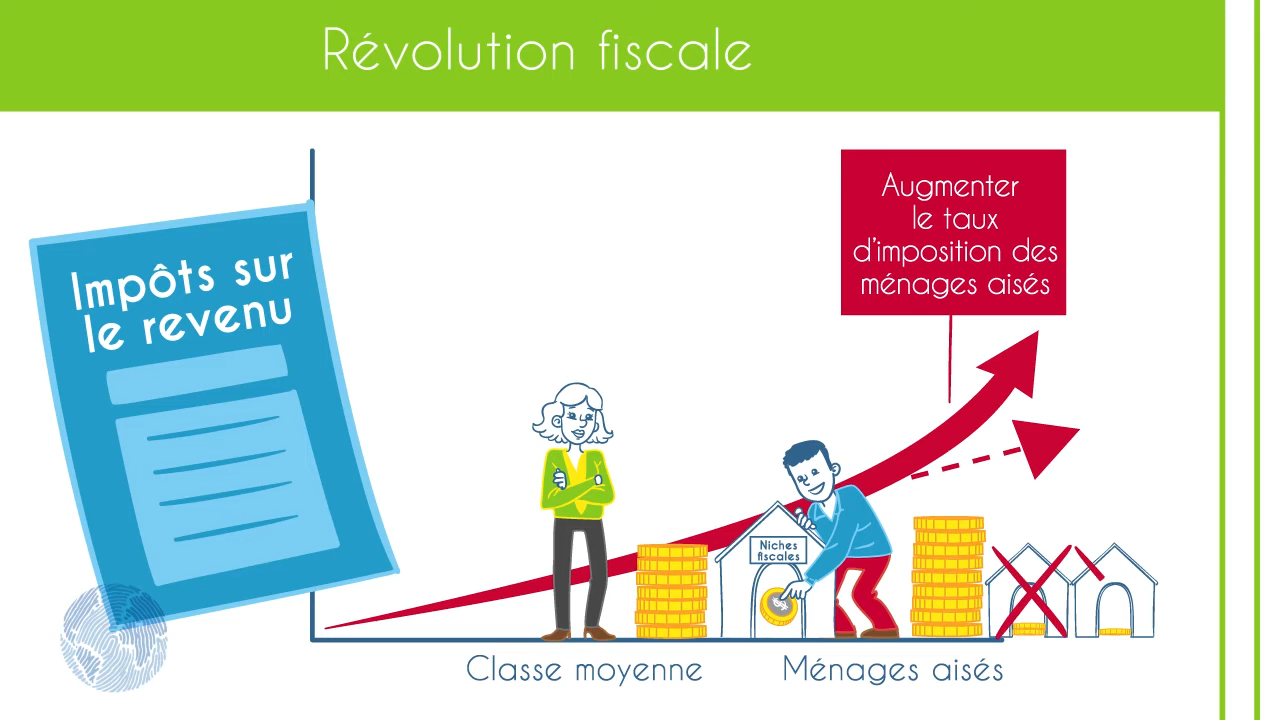 Révolution fiscale
Impôts sur
le revenu
Augmenter
le taux
d'imposition des
ménages aisés
Niches
fiscales
Classe moyenne
Ménages aisés